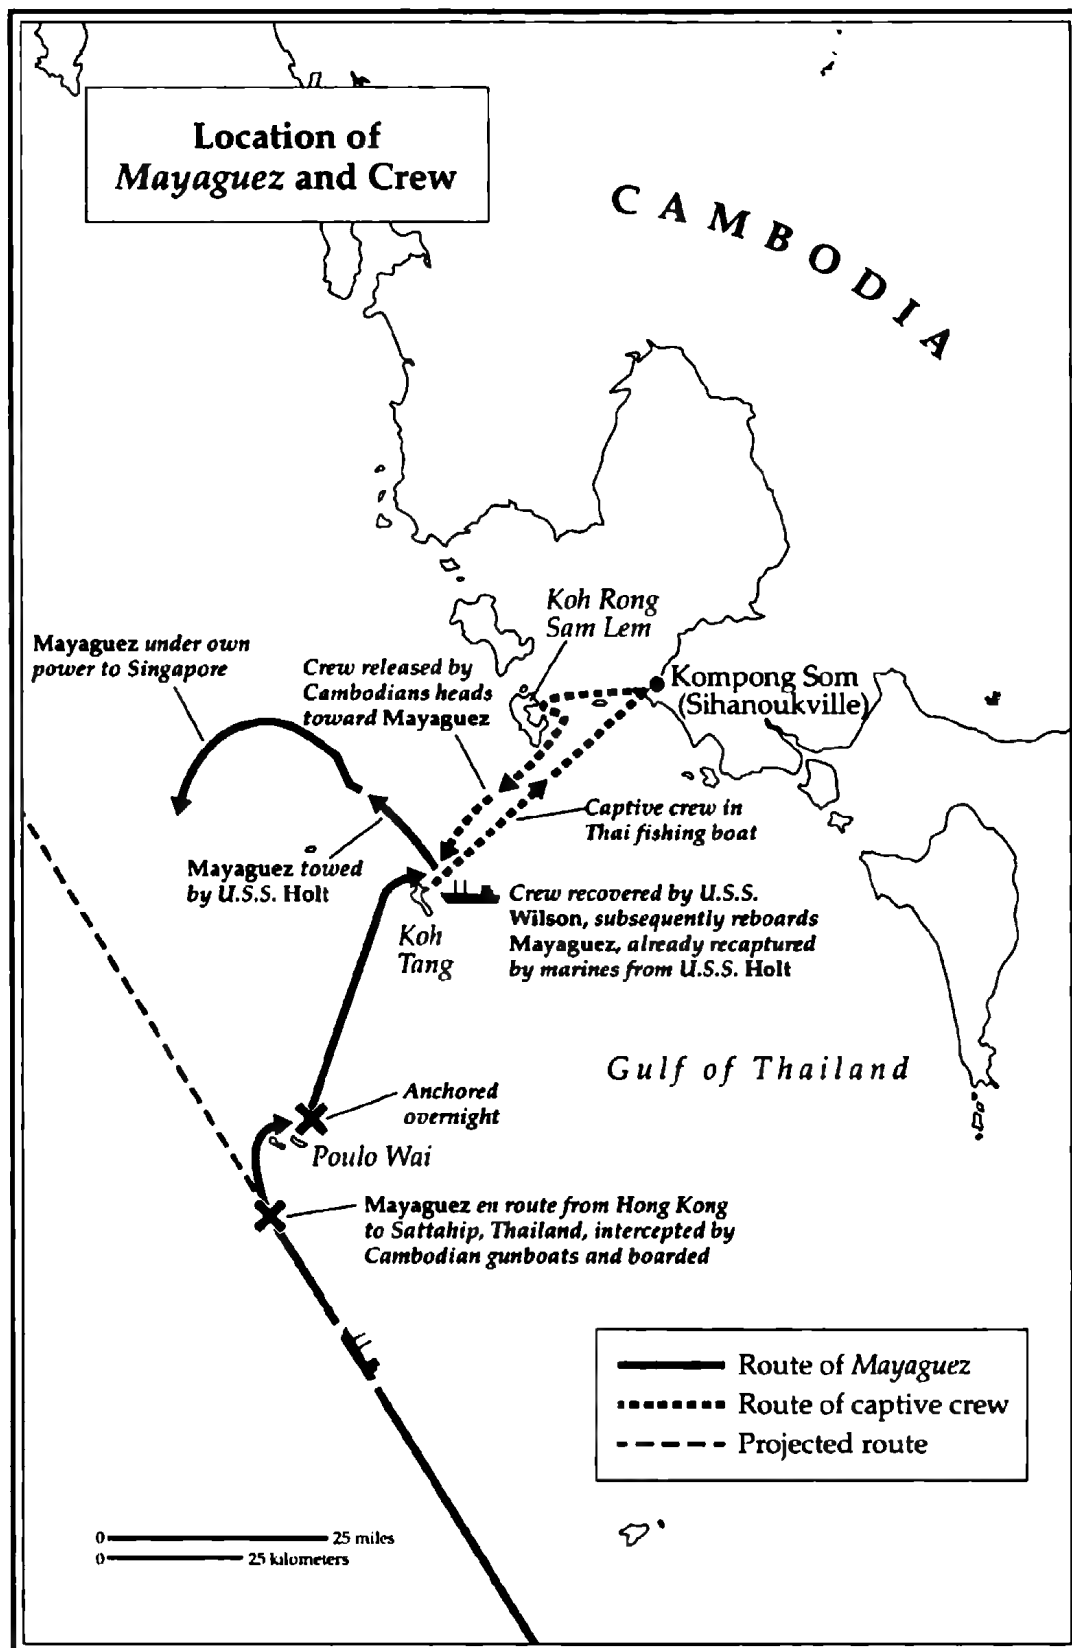 Location of
Mayaguez and Crew
CAMBODIA
Koh Rong
Sam Lem
Mayaguez under own
power to Singapore
Crew released by
Cambodians heads
toward Mayaguez
Kompong Som
(Sihanoukville)
Captive crew in
Thai fishing boat
Mayaguez towed
by U.S.S. Holt
Crew recovered by U.S.S.
Wilson, subsequently reboards
Mayaguez, already recaptured
by marines from U.S.S. Holt
Koh
Tang
Gulf of Thailand
Anchored
overnight
Poulo Wai
Mayaguez en route from Hong Kong
to Sattahip, Thailand, intercepted by
Cambodian gunboats and boarded
Route of Mayaguez
Route of captive crew
Projected route
0 25 miles
0 25 kilometers